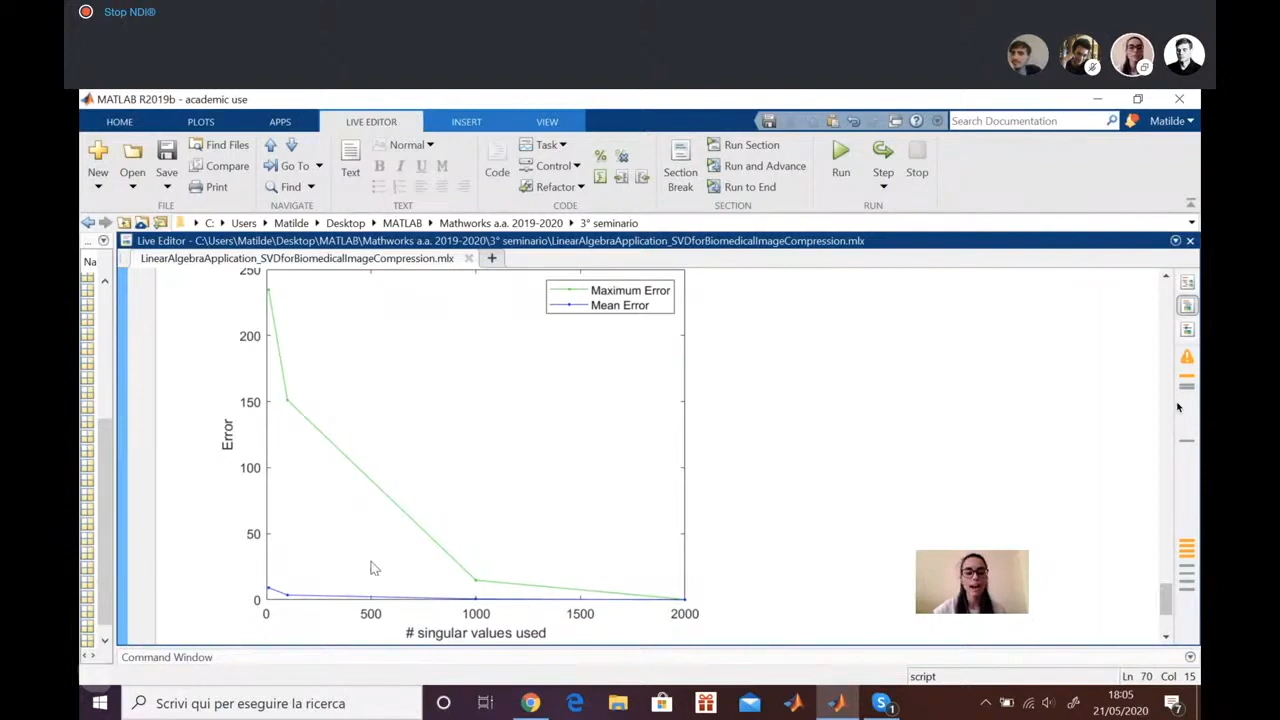 Stop NDI®
MATLAB R2019b - academic use
HOME PLOTS APPS LIVE EDITOR INSERT VIEW Search Documentation Matilde
New Open Save Find Files Compare Print Go To Find Text Normal B I U M Code Task Control Refactor Section Break Run Section Run and Advance Run to End Run Step Stop
FILE NAVIGATE TEXT CODE SECTION RUN
C: Users Matilde Desktop MATLAB Mathworks a.a. 2019-2020 3° seminario
... Live Editor - C:\Users\Matilde\Desktop\MATLAB\Mathworks a.a. 2019-2020\3° seminario\LinearAlgebraApplication_SVDforBiomedicalImageCompression.mlx
Na LinearAlgebraApplication_SVDforBiomedicalImageCompression.mlx
250
Maximum Error
Mean Error
200
150
Error
100
50
0
0 500 1000 1500 2000
# singular values used
Command Window
script Ln 70 Col 15
Scrivi qui per eseguire la ricerca
1
18:05
21/05/2020
7